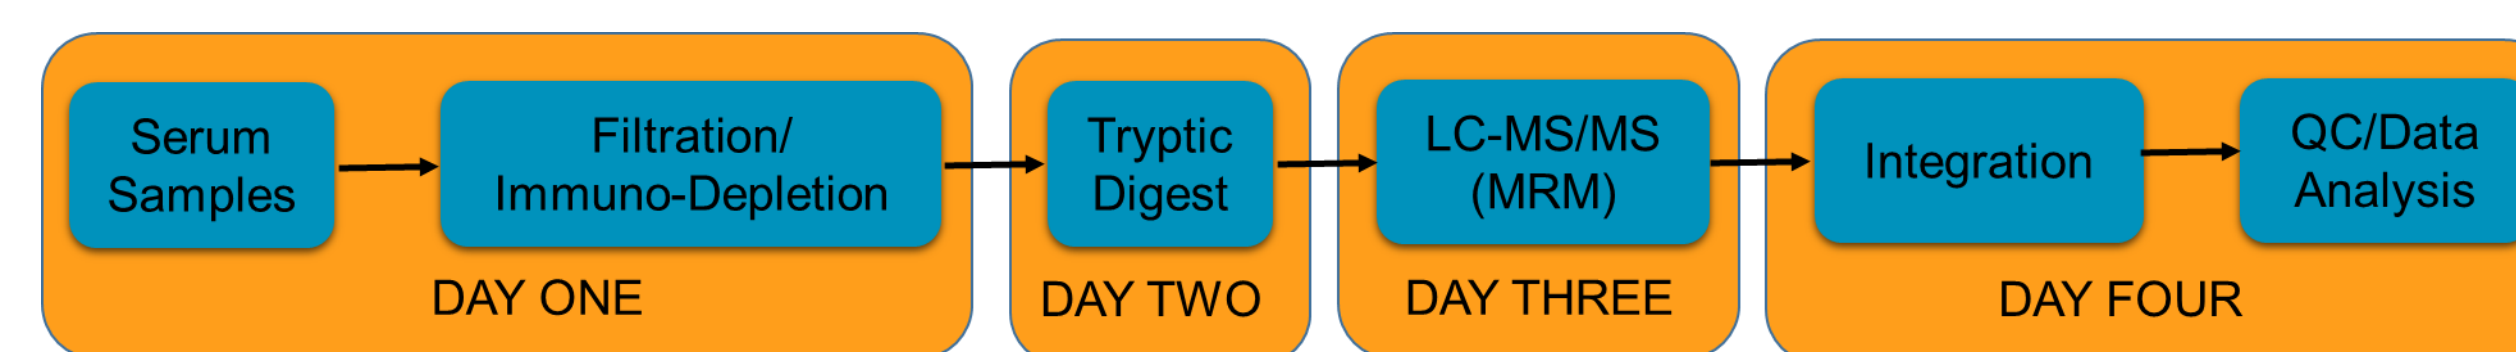 Serum
Samples
Filtration/
Immuno-Depletion
DAY ONE
Tryptic
Digest
DAY TWO
LC-MS/MS
(MRM)
DAY THREE
Integration
QC/Data
Analysis
DAY FOUR